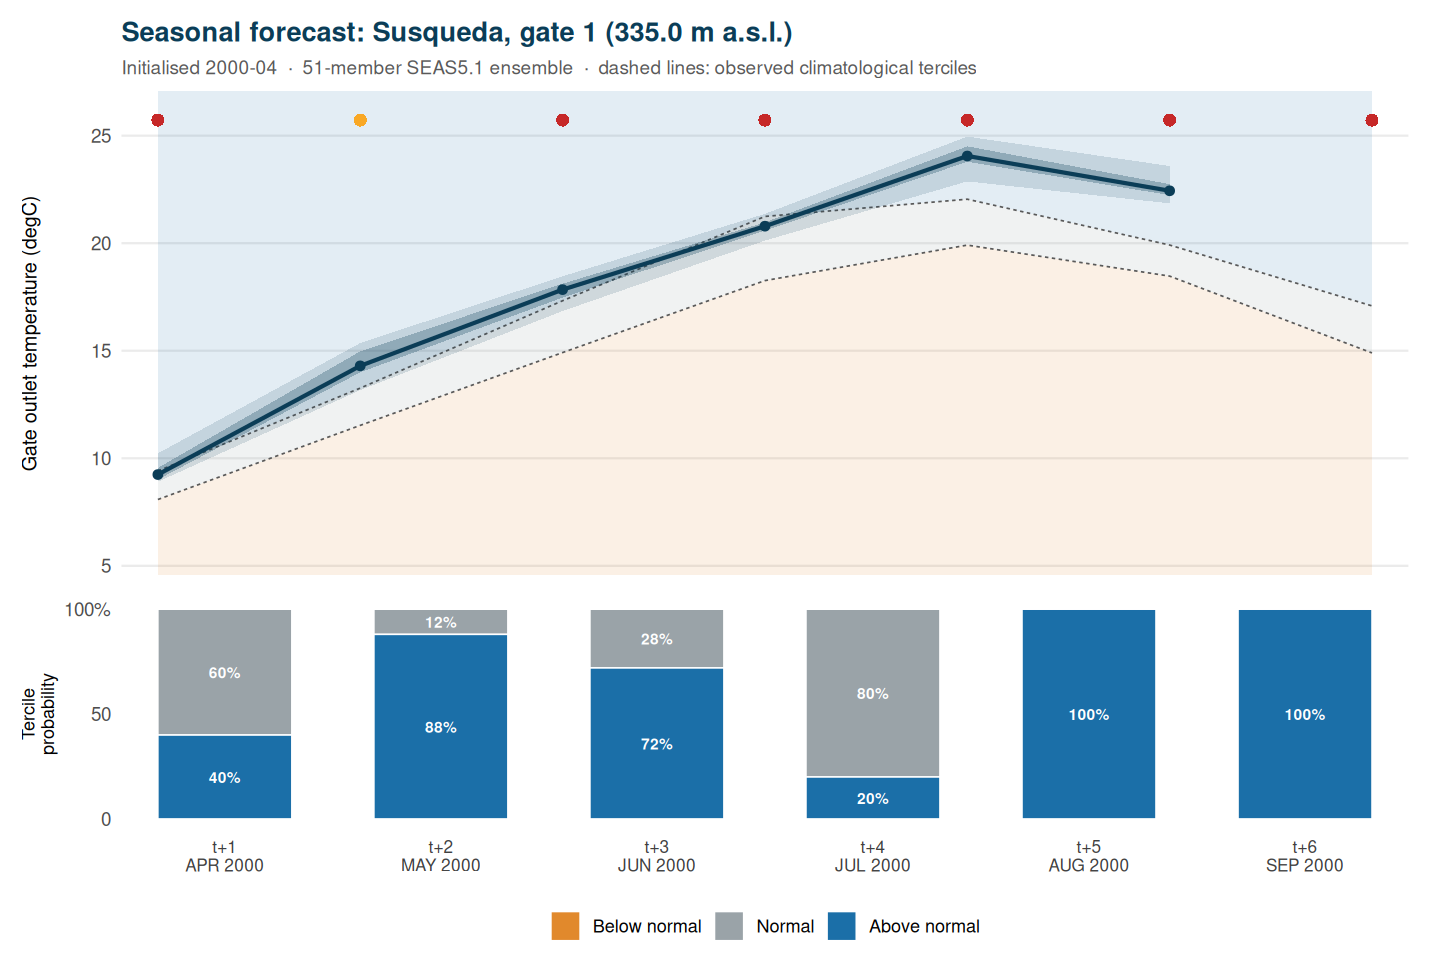 Seasonal forecast: Susqueda, gate 1 (335.0 m a.s.l.)
Initialised 2000-04 · 51-member SEAS5.1 ensemble · dashed lines: observed climatological terciles
Gate outlet temperature (degC)
25
20
15
10
5
Tercile
probability
100%
50
0
60%
40%
12%
88%
28%
72%
80%
20%
100%
100%
t+1
APR 2000
t+2
MAY 2000
t+3
JUN 2000
t+4
JUL 2000
t+5
AUG 2000
t+6
SEP 2000
Below normal
Normal
Above normal